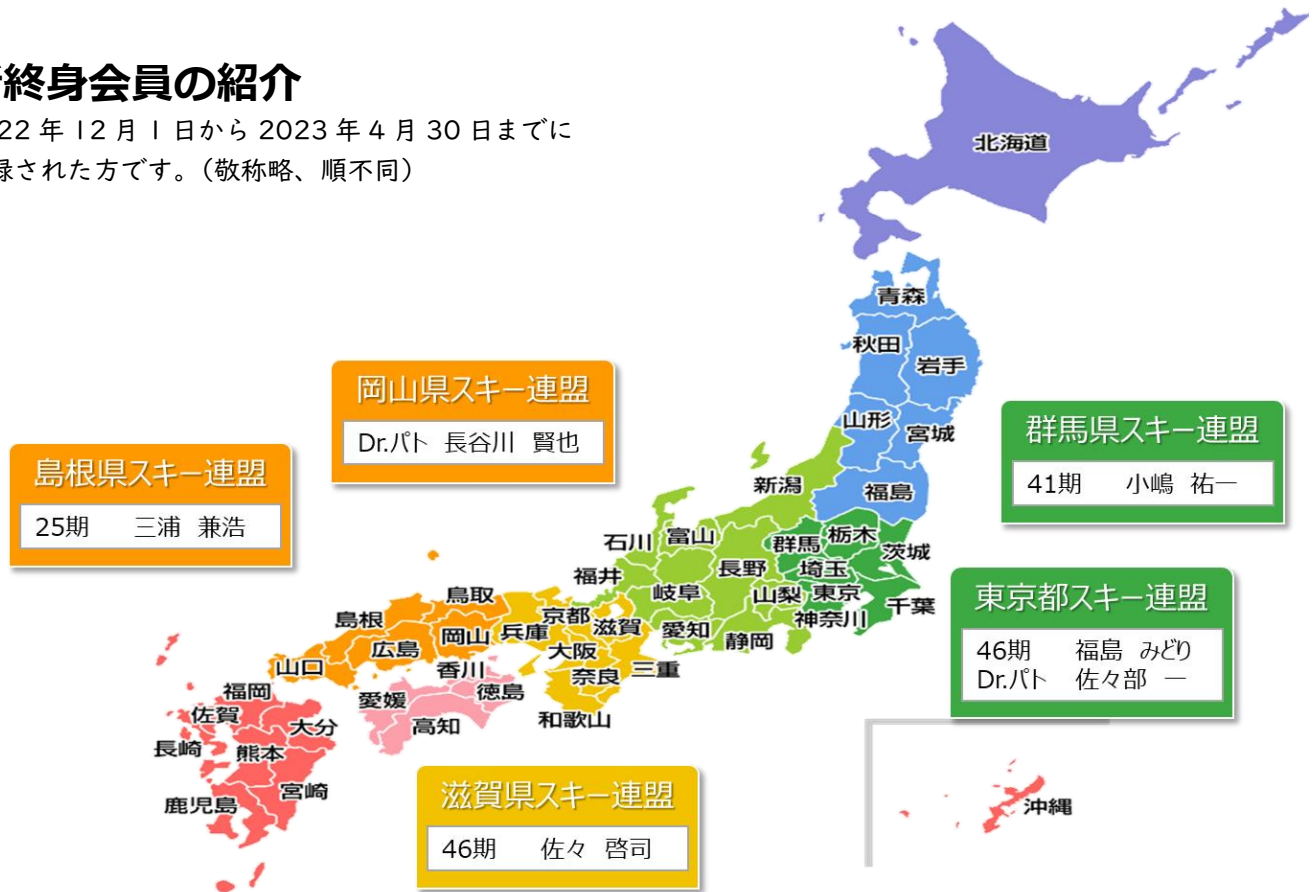 終身会員の紹介
22 年 12 月 1 日から 2023 年 4 月 30 日までに
録された方です。（敬称略、順不同）
北海道
青森
秋田
岩手
山形
宮城
福島
新潟
岡山県スキー連盟
Dr.パト 長谷川 賢也
群馬県スキー連盟
41期 小嶋 祐一
島根県スキー連盟
25期 三浦 兼浩
石川
富山
群馬
栃木
茨城
福井
長野
埼玉
岐阜
山梨
東京
千葉
神奈川
愛知
静岡
東京都スキー連盟
46期 福島 みどり
Dr.パト 佐々部 一
鳥取
島根
岡山
兵庫
京都
滋賀
広島
大阪
山口
香川
奈良
三重
徳島
愛媛
高知
和歌山
福岡
佐賀
大分
長崎
熊本
宮崎
鹿児島
滋賀県スキー連盟
46期 佐々 啓司
沖縄